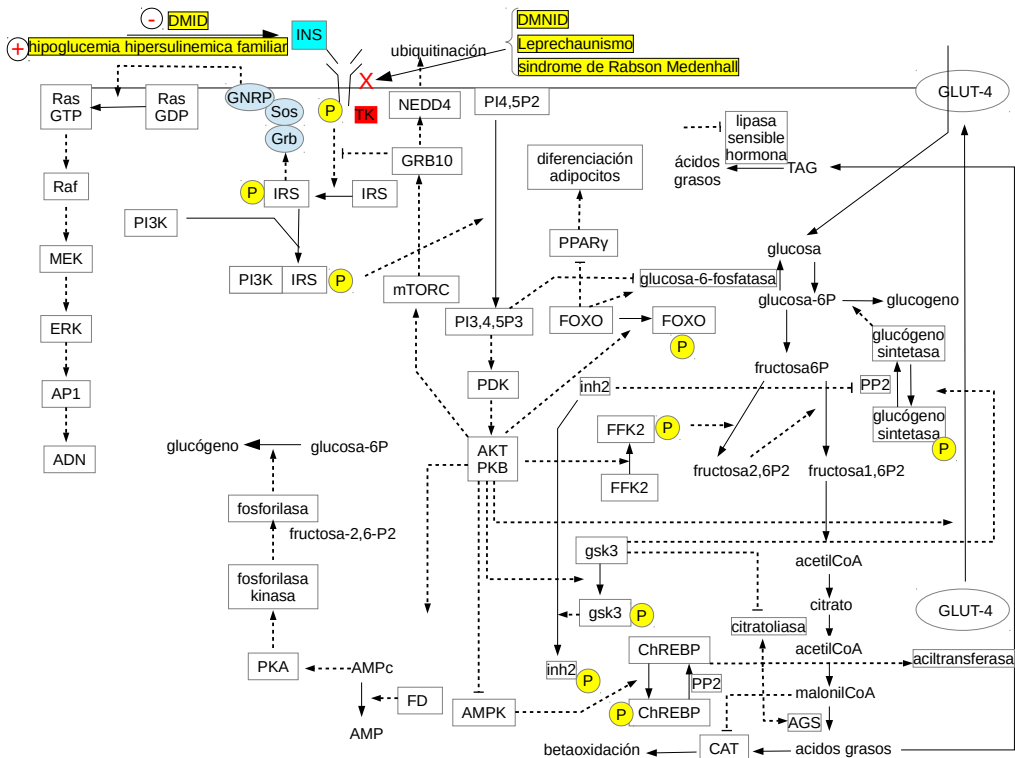 -
DMID
+
hipoglucemia hipersulinemica familiar
INS
ubiquitinación
DMNID
Leprechaunismo
sindrome de Rabson Medenhall
X
Ras
GTP
Ras
GDP
GNRP
Sos
Grb
P
TK
NEDD4
PI4,5P2
GLUT-4
lipasa
sensible
hormona
GRB10
diferenciación
adipocitos
ácidos
grasos
TAG
Raf
P
IRS
IRS
PI3K
PPARγ
glucosa
MEK
PI3K
IRS
P
mTORC
glucosa-6-fosfatasa
glucosa-6P
glucogeno
PI3,4,5P3
FOXO
FOXO
P
ERK
glucógeno
sintetasa
fructosa6P
PDK
inh2
PP2
AP1
glucógeno
sintetasa
P
FFK2
P
glucógeno
glucosa-6P
AKT
PKB
ADN
fructosa2,6P2
fructosa1,6P2
FFK2
fosforilasa
fructosa-2,6-P2
gsk3
acetilCoA
fosforilasa
kinasa
gsk3
P
citrato
GLUT-4
citratoliasa
PKA
AMPc
ChREBP
acetilCoA
aciltransferasa
inh2
P
PP2
FD
AMPK
P
ChREBP
malonilCoA
AGS
AMP
betaoxidación
CAT
acidos grasos